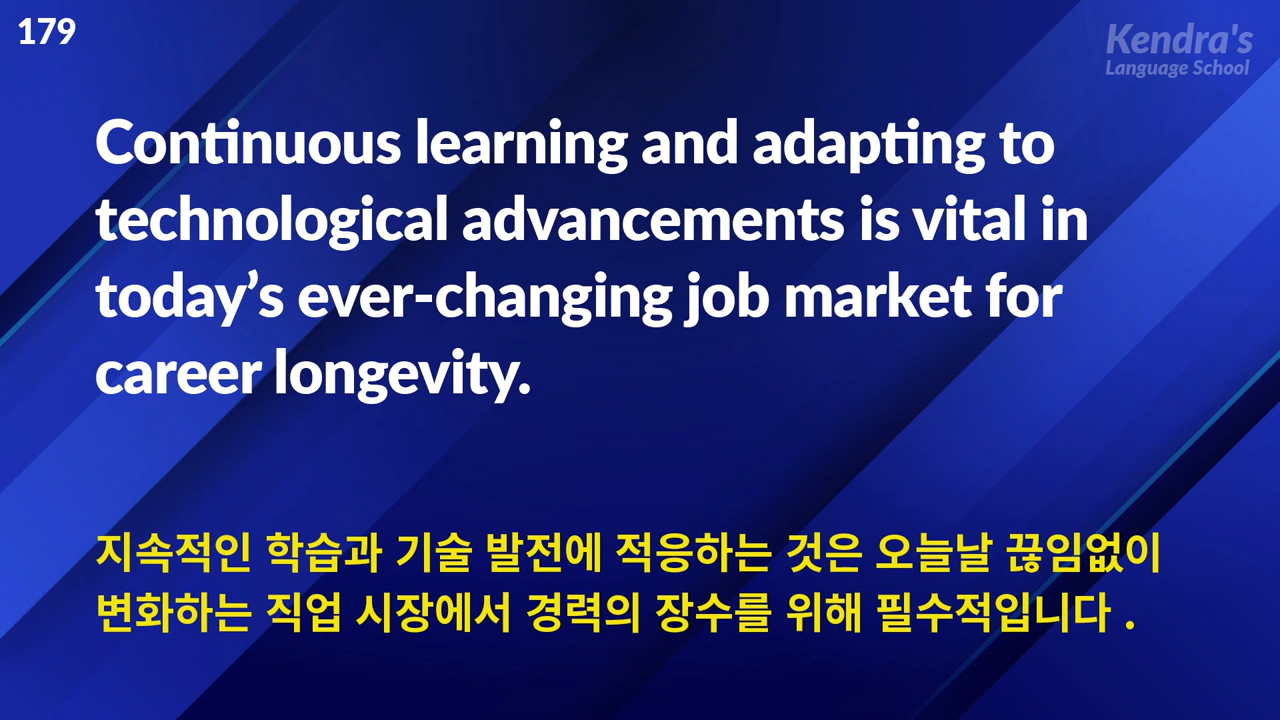 179
Kendra's
Language School
Continuous learning and adapting to
technological advancements is vital in
today’s ever-changing job market for
career longevity.
지속적인 학습과 기술 발전에 적응하는 것은 오늘날 끊임없이
변화하는 직업 시장에서 경력의 장수를 위해 필수적입니다 .